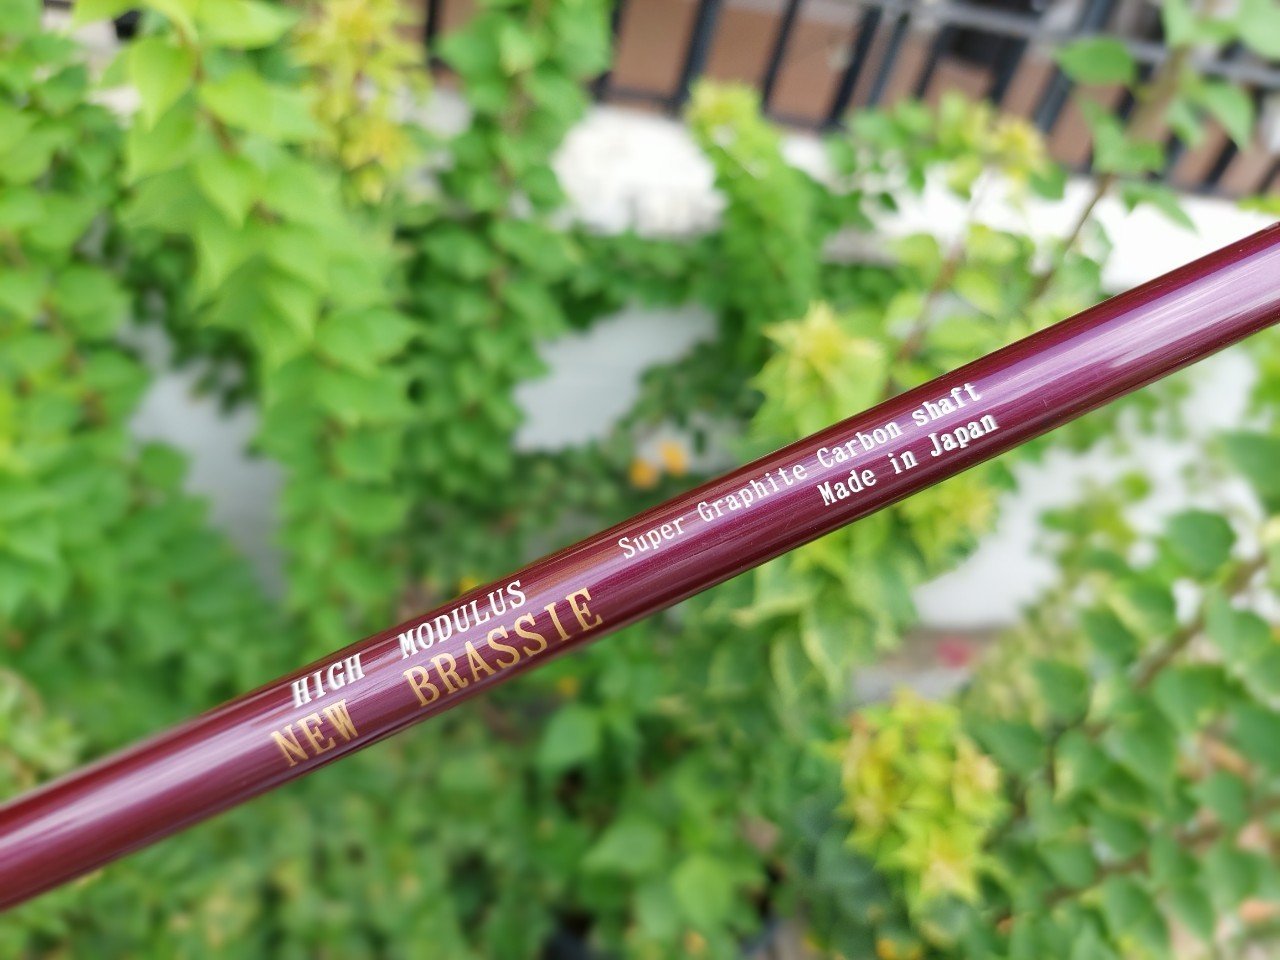 HIGH MODULUS
NEW BRASSIE
Super Graphite Carbon shaft
Made in Japan